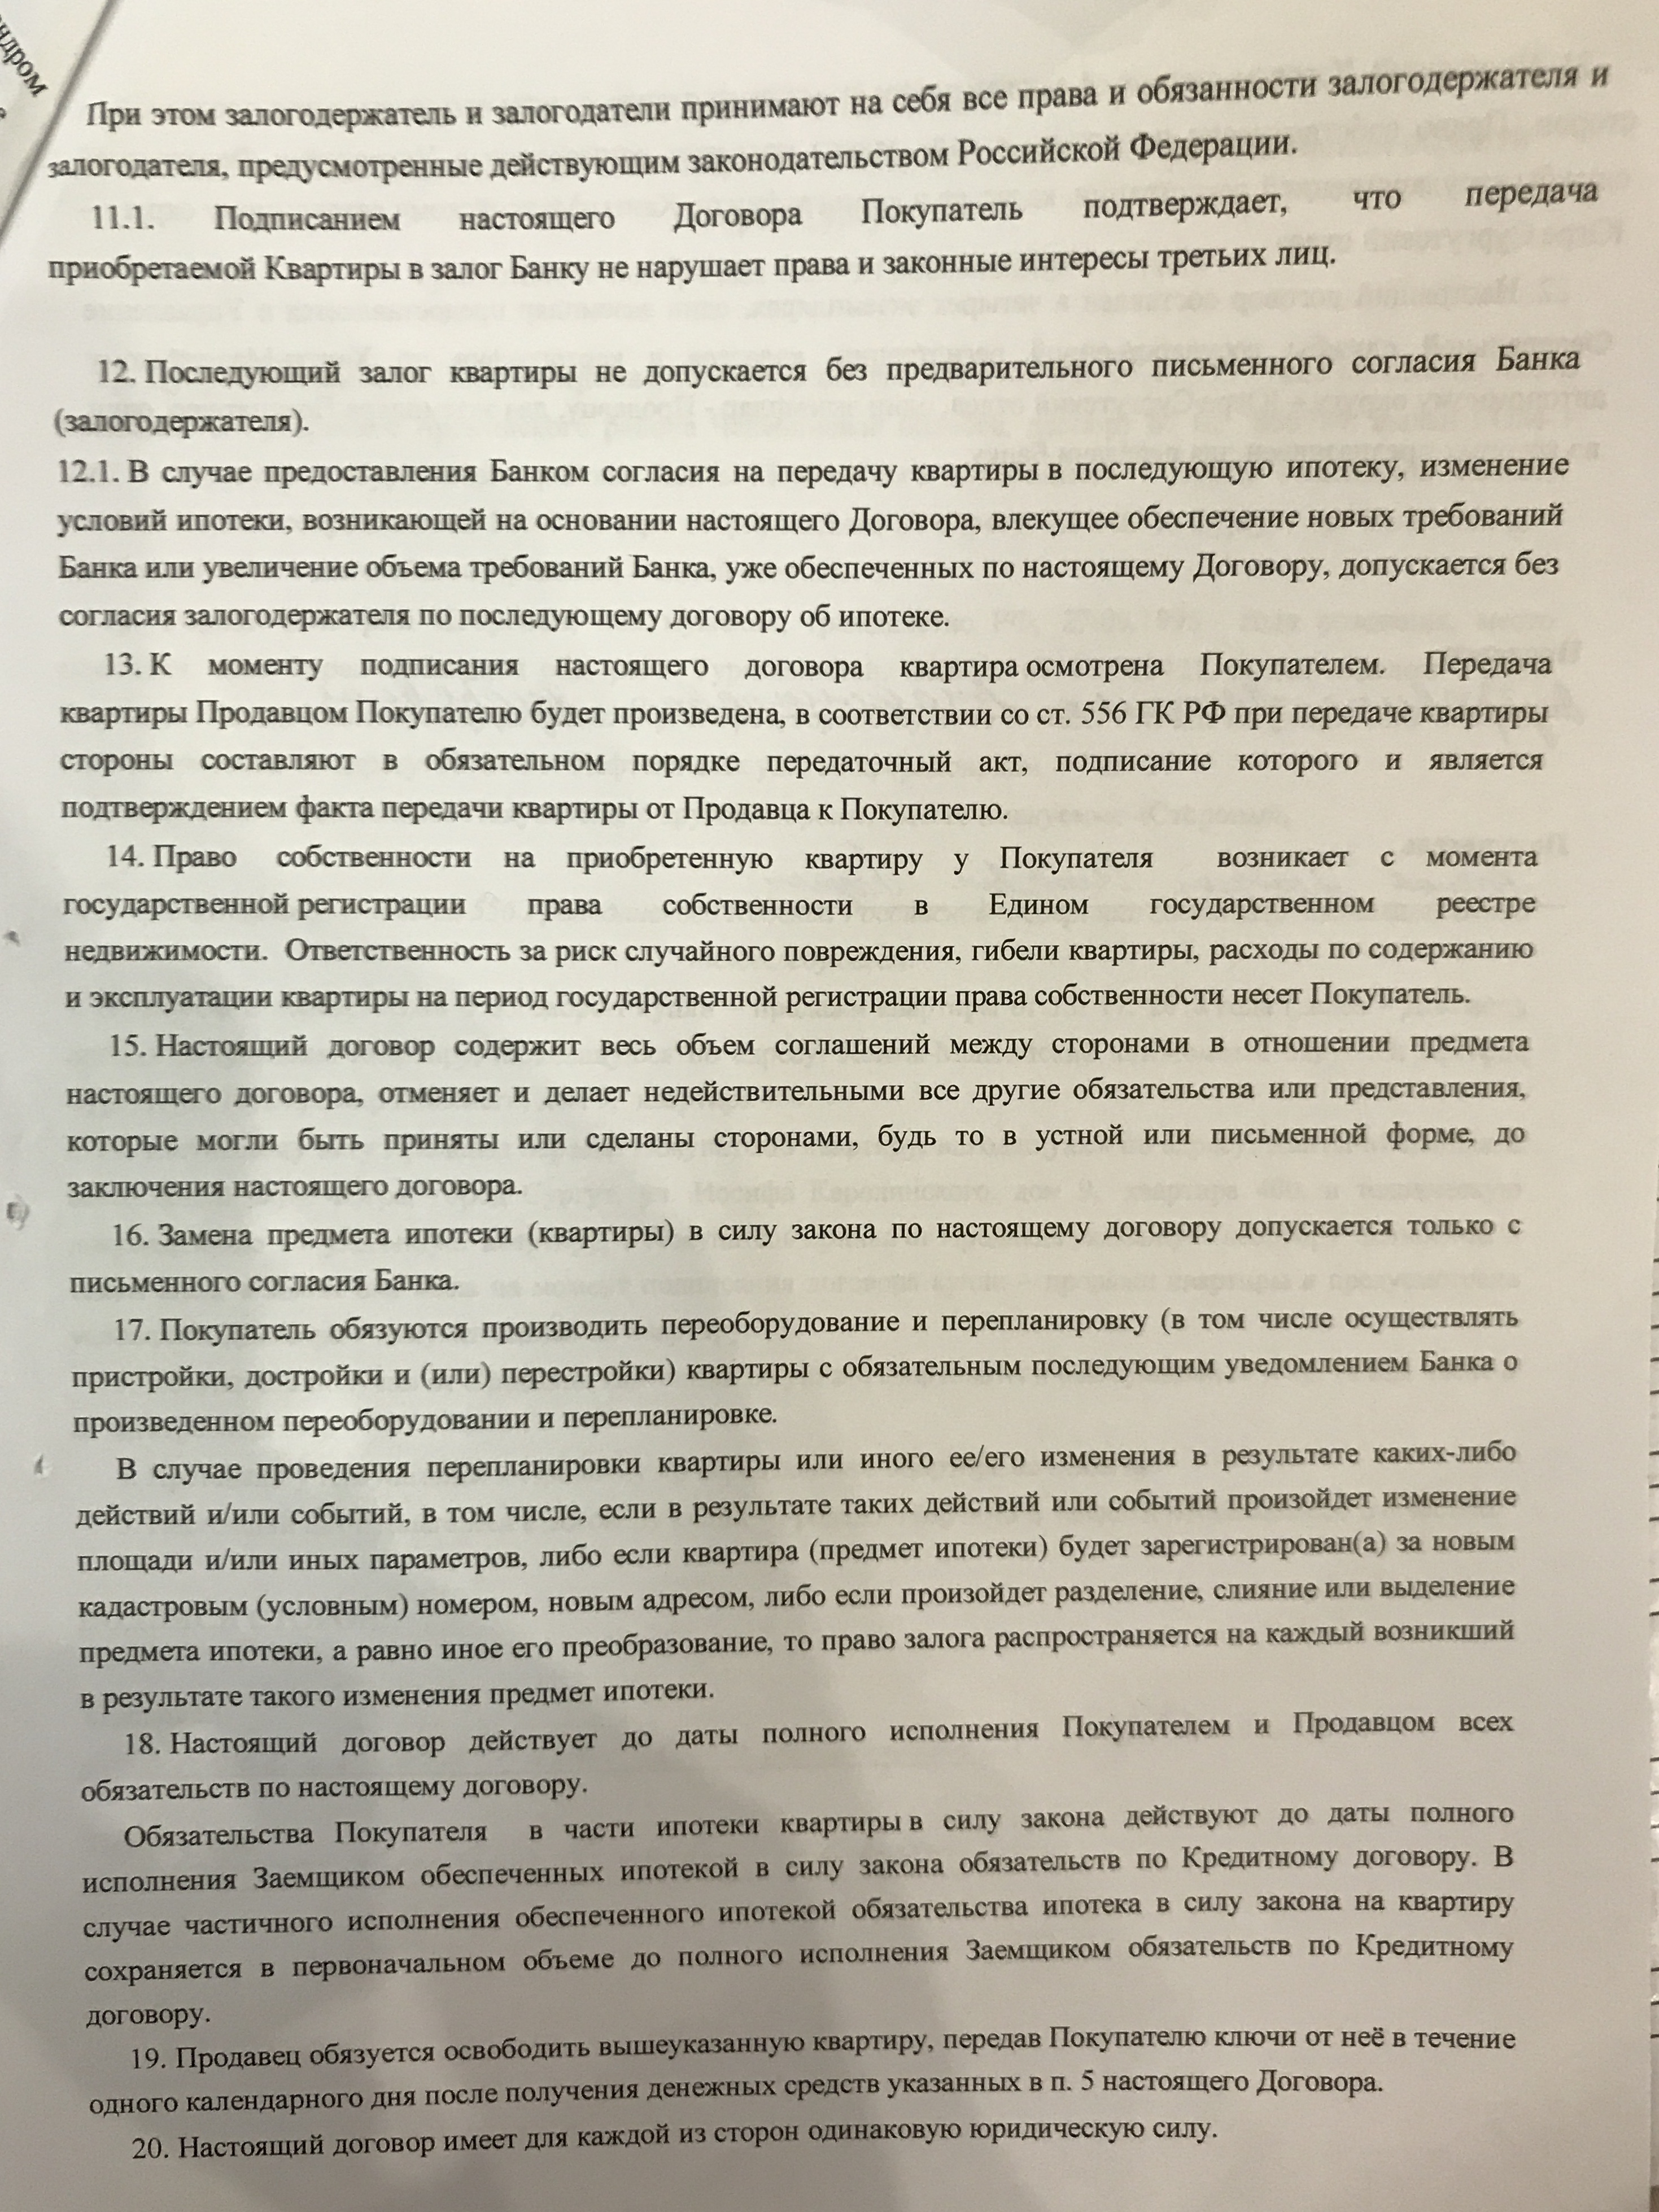 ндром
При этом залогодержатель и залогодатели принимают на себя все права и обязанности залогодержателя и
залогодателя, предусмотренные действующим законодательством Российской Федерации.
11.1. Подписанием настоящего Договора Покупатель подтверждает, что передача
приобретаемой Квартиры в залог Банку не нарушает права и законные интересы третьих лиц.
12. Последующий залог квартиры не допускается без предварительного письменного согласия Банка
(залогодержателя).
12.1. В случае предоставления Банком согласия на передачу квартиры в последующую ипотеку, изменение
условий ипотеки, возникающей на основании настоящего Договора, влекущее обеспечение новых требований
Банка или увеличение объема требований Банка, уже обеспеченных по настоящему Договору, допускается без
согласия залогодержателя по последующему договору об ипотеке.
13. К моменту подписания настоящего договора квартира осмотрена Покупателем. Передача
квартиры Продавцом Покупателю будет произведена, в соответствии со ст. 556 ГК РФ при передаче квартиры
стороны составляют в обязательном порядке передаточный акт, подписание которого и является
подтверждением факта передачи квартиры от Продавца к Покупателю.
14. Право собственности на приобретенную квартиру у Покупателя возникает с момента
государственной регистрации права собственности в Едином государственном реестре
недвижимости. Ответственность за риск случайного повреждения, гибели квартиры, расходы по содержанию
и эксплуатации квартиры на период государственной регистрации права собственности несет Покупатель.
15. Настоящий договор содержит весь объем соглашений между сторонами в отношении предмета
настоящего договора, отменяет и делает недействительными все другие обязательства или представления,
которые могли быть приняты или сделаны сторонами, будь то в устной или письменной форме, до
заключения настоящего договора.
16. Замена предмета ипотеки (квартиры) в силу закона по настоящему договору допускается только с
письменного согласия Банка.
17. Покупатель обязуются производить переоборудование и перепланировку (в том числе осуществлять
пристройки, достройки и (или) перестройки) квартиры с обязательным последующим уведомлением Банка о
произведенном переоборудовании и перепланировке.
В случае проведения перепланировки квартиры или иного ее/его изменения в результате каких-либо
действий и/или событий, в том числе, если в результате таких действий или событий произойдет изменение
площади и/или иных параметров, либо если квартира (предмет ипотеки) будет зарегистрирован(а) за новым
кадастровым (условным) номером, новым адресом, либо если произойдет разделение, слияние или выделение
предмета ипотеки, а равно иное его преобразование, то право залога распространяется на каждый возникший
в результате такого изменения предмет ипотеки.
18. Настоящий договор действует до даты полного исполнения Покупателем и Продавцом всех
обязательств по настоящему договору.
Обязательства Покупателя в части ипотеки квартиры в силу закона действуют до даты полного
исполнения Заемщиком обеспеченных ипотекой в силу закона обязательств по Кредитному договору. В
случае частичного исполнения обеспеченного ипотекой обязательства ипотека в силу закона на квартиру
сохраняется в первоначальном объеме до полного исполнения Заемщиком обязательств по Кредитному
договору.
19. Продавец обязуется освободить вышеуказанную квартиру, передав Покупателю ключи от неё в течение
одного календарного дня после получения денежных средств указанных в п. 5 настоящего Договора.
20. Настоящий договор имеет для каждой из сторон одинаковую юридическую силу.